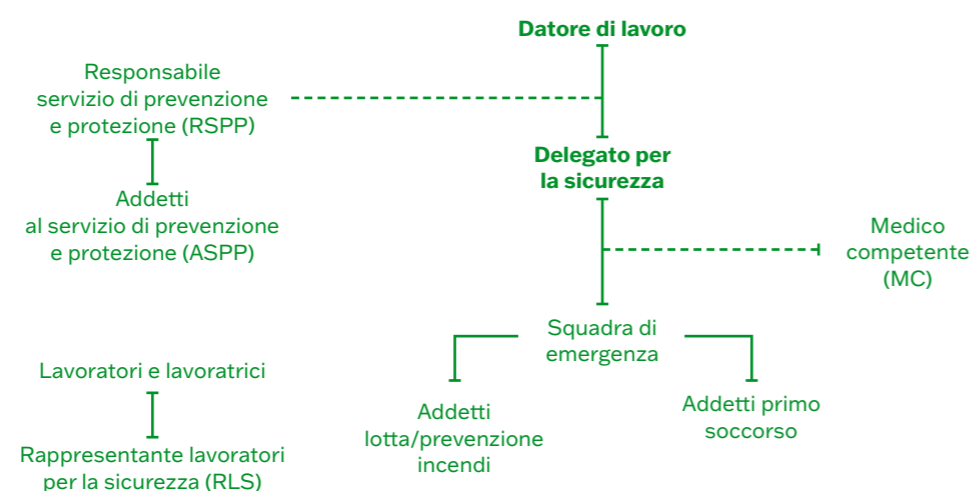 Datore di lavoro
Responsabile
servizio di prevenzione
e protezione (RSPP)
Delegato per
la sicurezza
Addetti
al servizio di prevenzione
e protezione (ASPP)
Medico
competente
(MC)
Squadra di
emergenza
Lavoratori e lavoratrici
Addetti
lotta/prevenzione
incendi
Addetti primo
soccorso
Rappresentante lavoratori
per la sicurezza (RLS)